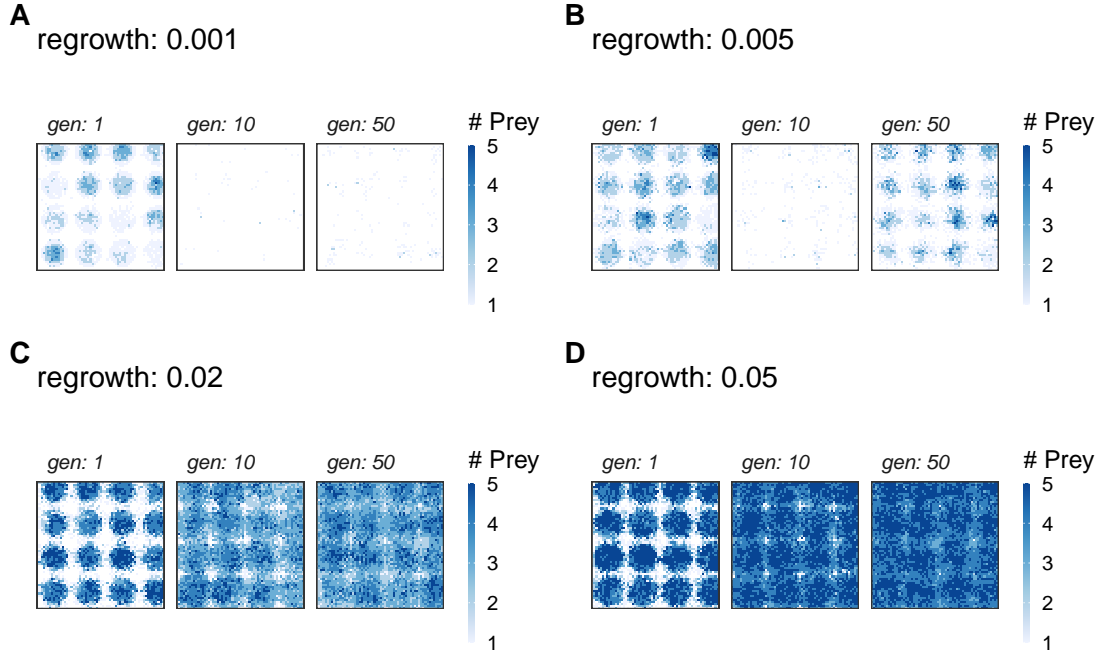 A
regrowth: 0.001
gen: 1
gen: 10
gen: 50
# Prey
5
4
3
2
1
B
regrowth: 0.005
gen: 1
gen: 10
gen: 50
# Prey
5
4
3
2
1
C
regrowth: 0.02
gen: 1
gen: 10
gen: 50
# Prey
5
4
3
2
1
D
regrowth: 0.05
gen: 1
gen: 10
gen: 50
# Prey
5
4
3
2
1